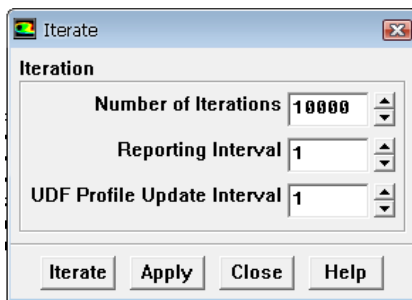 Iterate
Iteration
Number of Iterations 10000
Reporting Interval 1
UDF Profile Update Interval 1
Iterate Apply Close Help